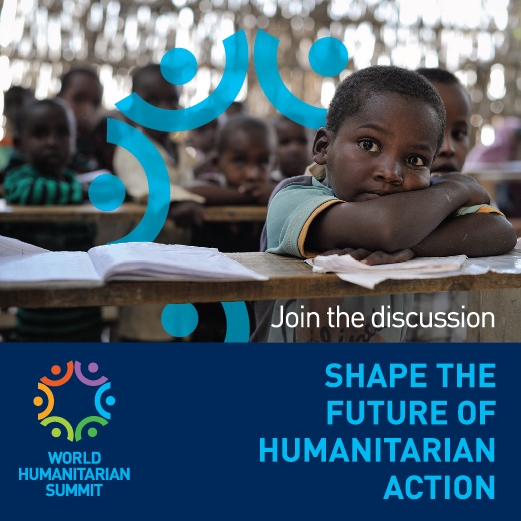 Join the discussion
SHAPE THE
FUTURE OF
HUMANITARIAN
ACTION
WORLD
HUMANITARIAN
SUMMIT